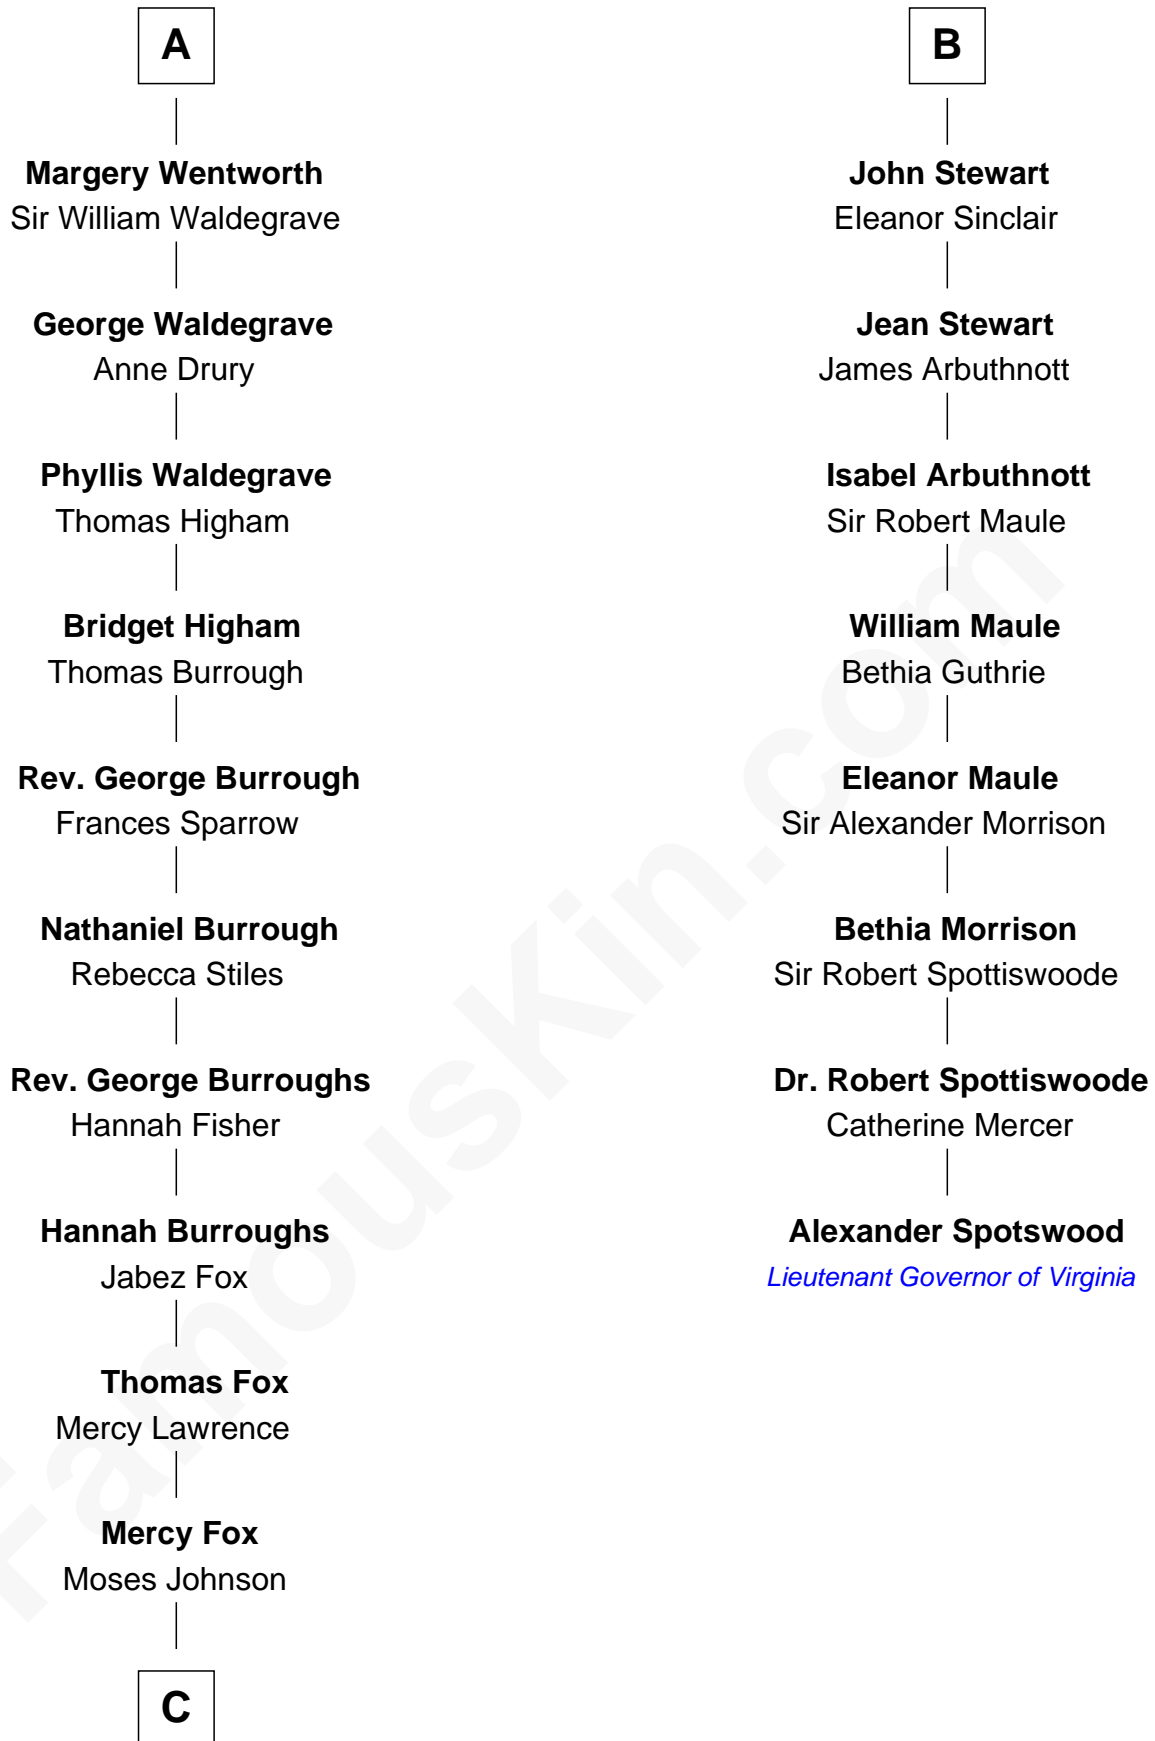 A
Margery Wentworth
Sir William Waldegrave
George Waldegrave
Anne Drury
Phyllis Waldegrave
Thomas Higham
Bridget Higham
Thomas Burrough
Rev. George Burrough
Frances Sparrow
Nathaniel Burrough
Rebecca Stiles
Rev. George Burroughs
Hannah Fisher
Hannah Burroughs
Jabez Fox
Thomas Fox
Mercy Lawrence
Mercy Fox
Moses Johnson
C
B
John Stewart
Eleanor Sinclair
Jean Stewart
James Arbuthnott
Isabel Arbuthnott
Sir Robert Maule
William Maule
Bethia Guthrie
Eleanor Maule
Sir Alexander Morrison
Bethia Morrison
Sir Robert Spottiswoode
Dr. Robert Spottiswoode
Catherine Mercer
Alexander Spotswood
Lieutenant Governor of Virginia
FamousKin.com